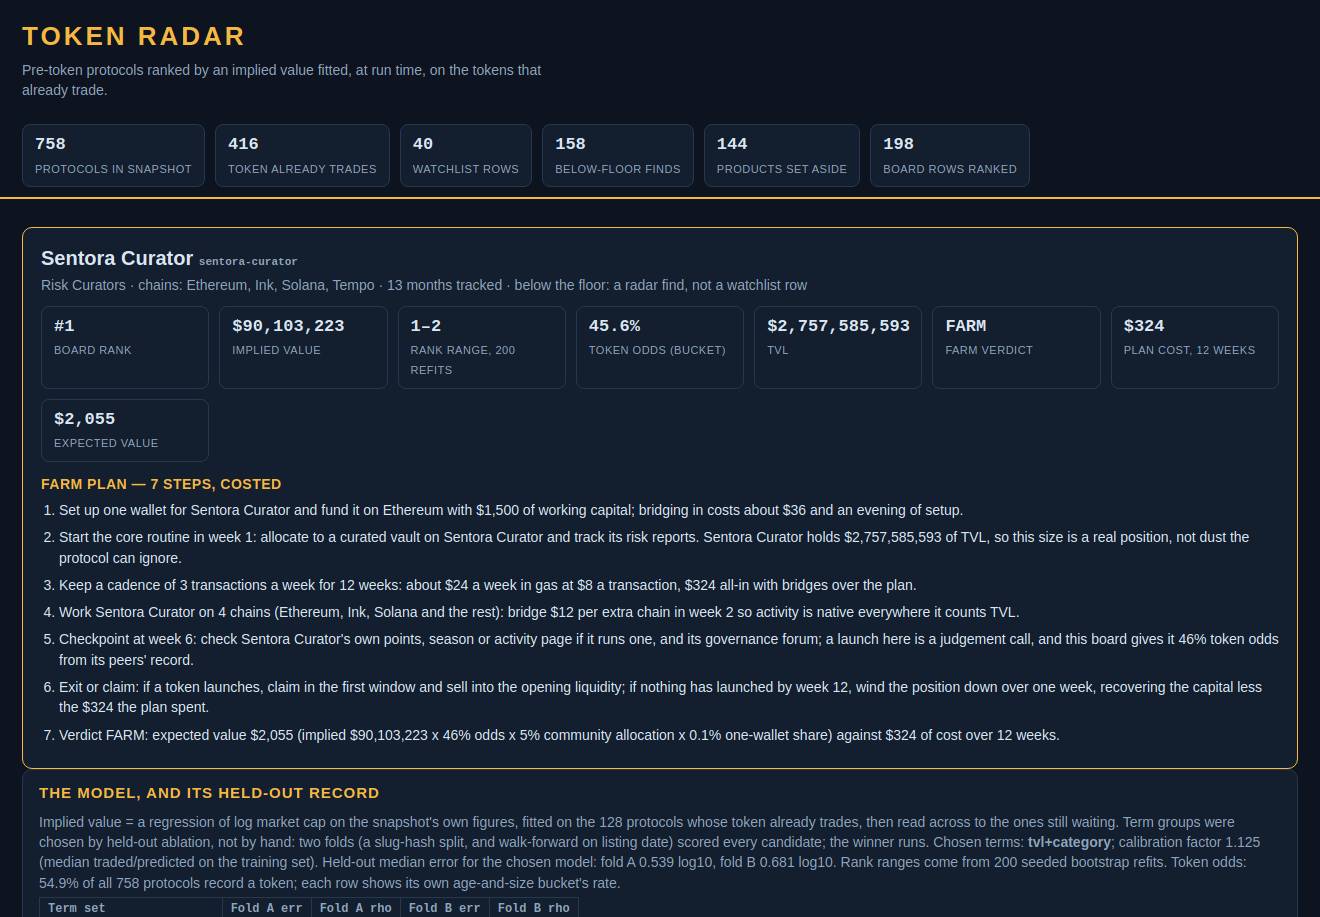 TOKEN RADAR
Pre-token protocols ranked by an implied value fitted, at run time, on the tokens that
already trade.
758
PROTOCOLS IN SNAPSHOT
416
TOKEN ALREADY TRADES
40
WATCHLIST ROWS
158
BELOW-FLOOR FINDS
144
PRODUCTS SET ASIDE
198
BOARD ROWS RANKED
Sentora Curator sentora-curator
Risk Curators · chains: Ethereum, Ink, Solana, Tempo · 13 months tracked · below the floor: a radar find, not a watchlist row
#1
BOARD RANK
$90,103,223
IMPLIED VALUE
1–2
RANK RANGE, 200
REFITS
45.6%
TOKEN ODDS (BUCKET)
$2,757,585,593
TVL
FARM
FARM VERDICT
$324
PLAN COST, 12 WEEKS
$2,055
EXPECTED VALUE
FARM PLAN — 7 STEPS, COSTED
1. Set up one wallet for Sentora Curator and fund it on Ethereum with $1,500 of working capital; bridging in costs about $36 and an evening of setup.
2. Start the core routine in week 1: allocate to a curated vault on Sentora Curator and track its risk reports. Sentora Curator holds $2,757,585,593 of TVL, so this size is a real position, not dust the
protocol can ignore.
3. Keep a cadence of 3 transactions a week for 12 weeks: about $24 a week in gas at $8 a transaction, $324 all-in with bridges over the plan.
4. Work Sentora Curator on 4 chains (Ethereum, Ink, Solana and the rest): bridge $12 per extra chain in week 2 so activity is native everywhere it counts TVL.
5. Checkpoint at week 6: check Sentora Curator's own points, season or activity page if it runs one, and its governance forum; a launch here is a judgement call, and this board gives it 46% token odds
from its peers' record.
6. Exit or claim: if a token launches, claim in the first window and sell into the opening liquidity; if nothing has launched by week 12, wind the position down over one week, recovering the capital less
the $324 the plan spent.
7. Verdict FARM: expected value $2,055 (implied $90,103,223 x 46% odds x 5% community allocation x 0.1% one-wallet share) against $324 of cost over 12 weeks.
THE MODEL, AND ITS HELD-OUT RECORD
Implied value = a regression of log market cap on the snapshot's own figures, fitted on the 128 protocols whose token already trades, then read across to the ones still waiting. Term groups were
chosen by held-out ablation, not by hand: two folds (a slug-hash split, and walk-forward on listing date) scored every candidate; the winner runs. Chosen terms: tvl+category; calibration factor 1.125
(median traded/predicted on the training set). Held-out median error for the chosen model: fold A 0.539 log10, fold B 0.681 log10. Rank ranges come from 200 seeded bootstrap refits. Token odds:
54.9% of all 758 protocols record a token; each row shows its own age-and-size bucket's rate.
Term set Fold A err Fold A rho Fold B err Fold B rho